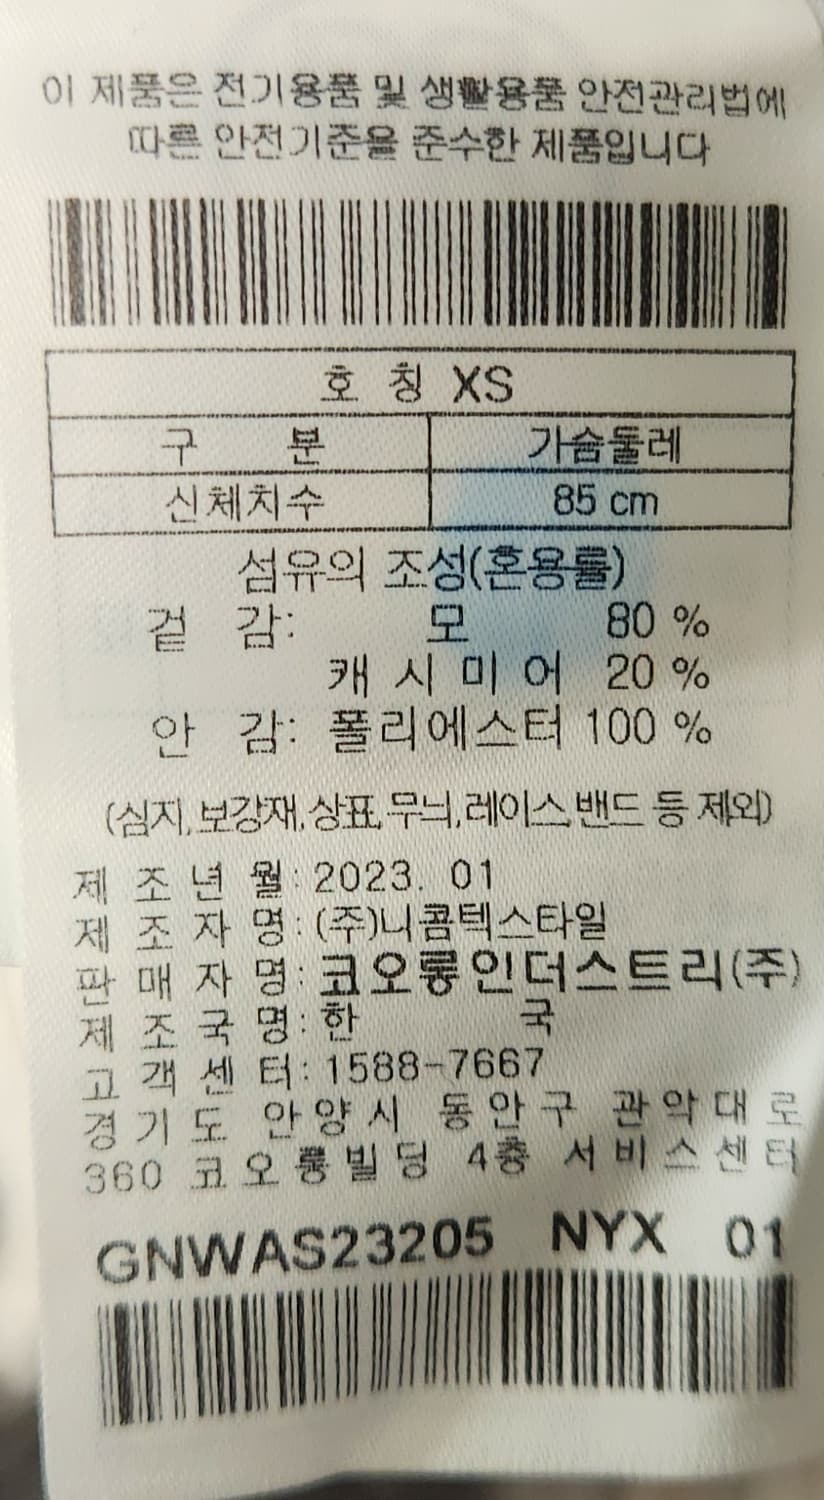 이 제품은 전기용품 및 생활용품 안전관리법에
따른 안전기준을 준수한 제품입니다
호 칭 XS
구 분 가슴둘레
신체치수 85 cm
섬유의 조성(혼용률)
겉 감: 모 80 %
캐 시 미 어 20 %
안 감: 폴리에스터 100 %
(심지,보강재,상표,무늬,레이스,밴드 등 제외)
제 조 년 월: 2023. 01
제 조 자 명: (주)니콤텍스타일
판 매 자 명: 코오롱인더스트리(주)
제 조 국 명: 한 국
고 객 센 터: 1588-7667
경 기 도 안 양 시 동 안 구 관 악 대 로
360 코 오 롱 빌 딩 4층 서 비 스 센 터
GNWAS23205 NYX 01